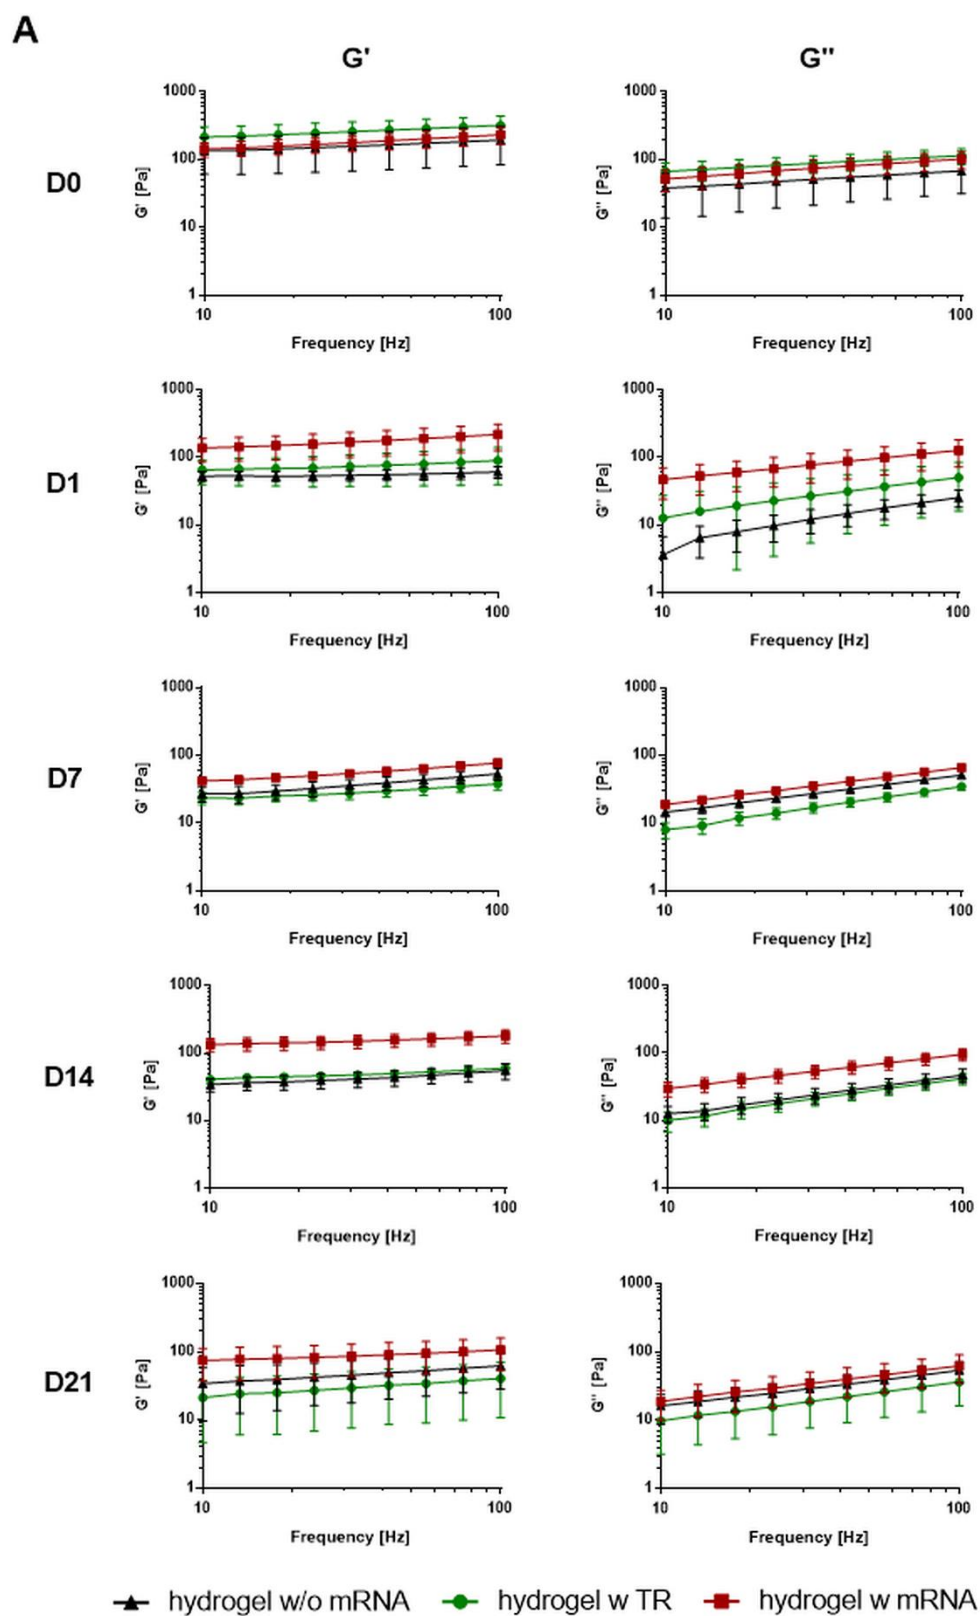 A
G' G"
1000 1000
100 100
D0
G' [Pa] G" [Pa]
10 10
1 1
10 100 10 100
Frequency [Hz] Frequency [Hz]
1000 1000
100 100
D1
G' [Pa] G" [Pa]
10 10
1 1
10 100 10 100
Frequency [Hz] Frequency [Hz]
1000 1000
100 100
D7
G' [Pa] G" [Pa]
10 10
1 1
10 100 10 100
Frequency [Hz] Frequency [Hz]
1000 1000
100 100
D14
G' [Pa] G" [Pa]
10 10
1 1
10 100 10 100
Frequency [Hz] Frequency [Hz]
1000 1000
100 100
D21
G' [Pa] G" [Pa]
10 10
1 1
10 100 10 100
Frequency [Hz] Frequency [Hz]
hydrogel w/o mRNA hydrogel w TR hydrogel w mRNA